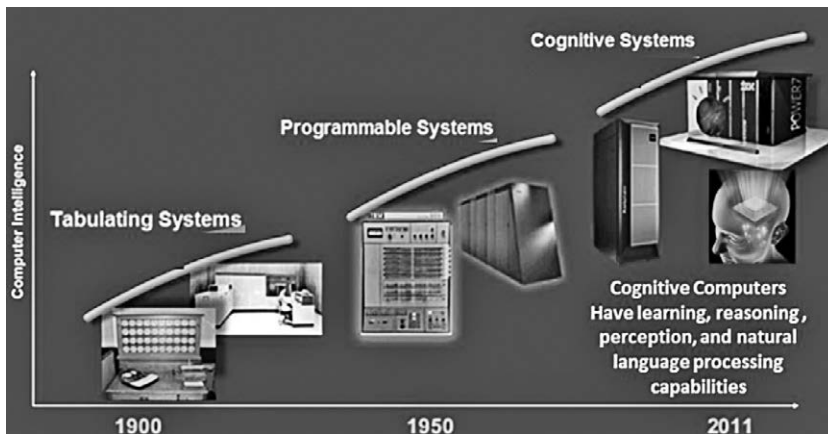 Cognitive Systems
Programmable Systems
Tabulating Systems
Computer Intelligence
POWER7
Cognitive Computers
Have learning, reasoning,
perception, and natural
language processing
capabilities
1900
1950
2011